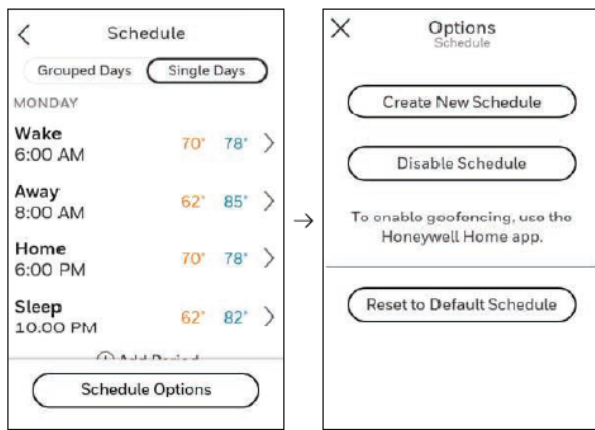 Schedule
Grouped Days Single Days
MONDAY
Wake
6:00 AM 70° 78°
Away
8:00 AM 62° 85°
Home
6:00 PM 70° 78°
Sleep
10:00 PM 62° 82°
Add Period
Schedule Options
Options
Schedule
Create New Schedule
Disable Schedule
To enable geofencing, use the
Honeywell Home app.
Reset to Default Schedule